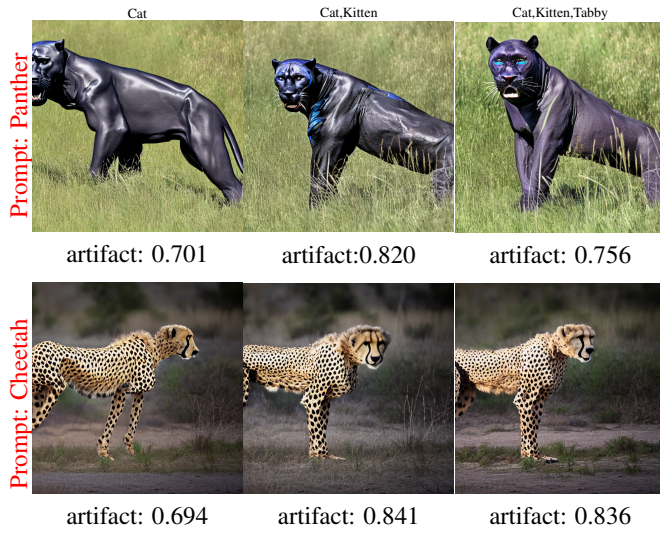 Cat
Cat,Kitten
Cat,Kitten,Tabby
Prompt: Panther
artifact: 0.701
artifact:0.820
artifact: 0.756
Prompt: Cheetah
artifact: 0.694
artifact: 0.841
artifact: 0.836